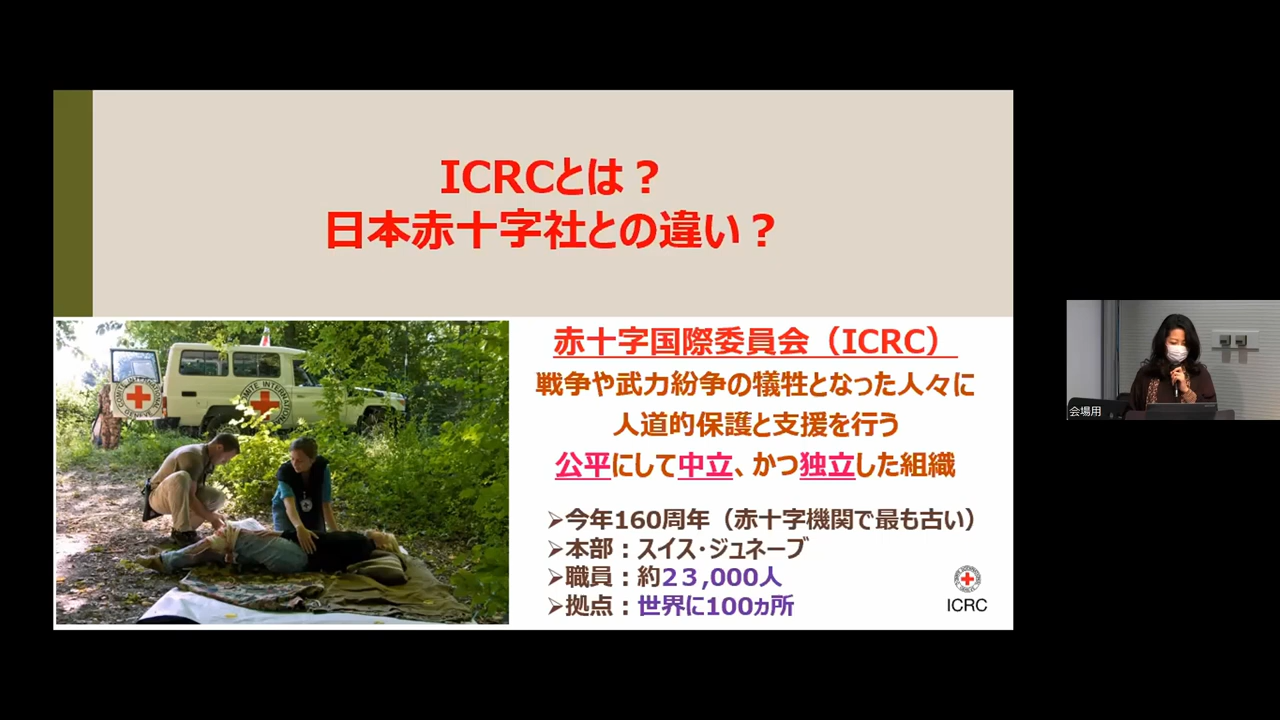 ICRCとは？
日本赤十字社との違い？
赤十字国際委員会（ICRC）
戦争や武力紛争の犠牲となった人々に
人道的保護と支援を行う
公平にして中立、かつ独立した組織
➢今年160周年（赤十字機関で最も古い）
➢本部：スイス・ジュネーブ
➢職員：約２３,000人
➢拠点：世界に100ヵ所
ICRC
会場用